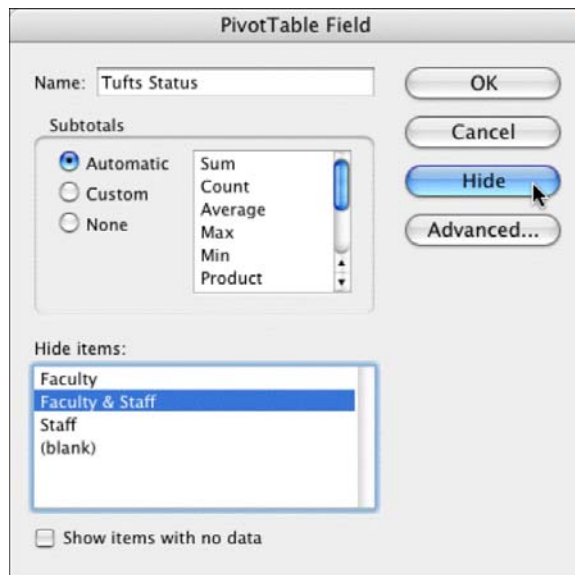 PivotTable Field
Name: Tufts Status
OK
Subtotals
Cancel
Automatic
Custom
None
Sum
Count
Average
Max
Min
Product
Hide
Advanced...
Hide items:
Faculty
Faculty & Staff
Staff
(blank)
Show items with no data